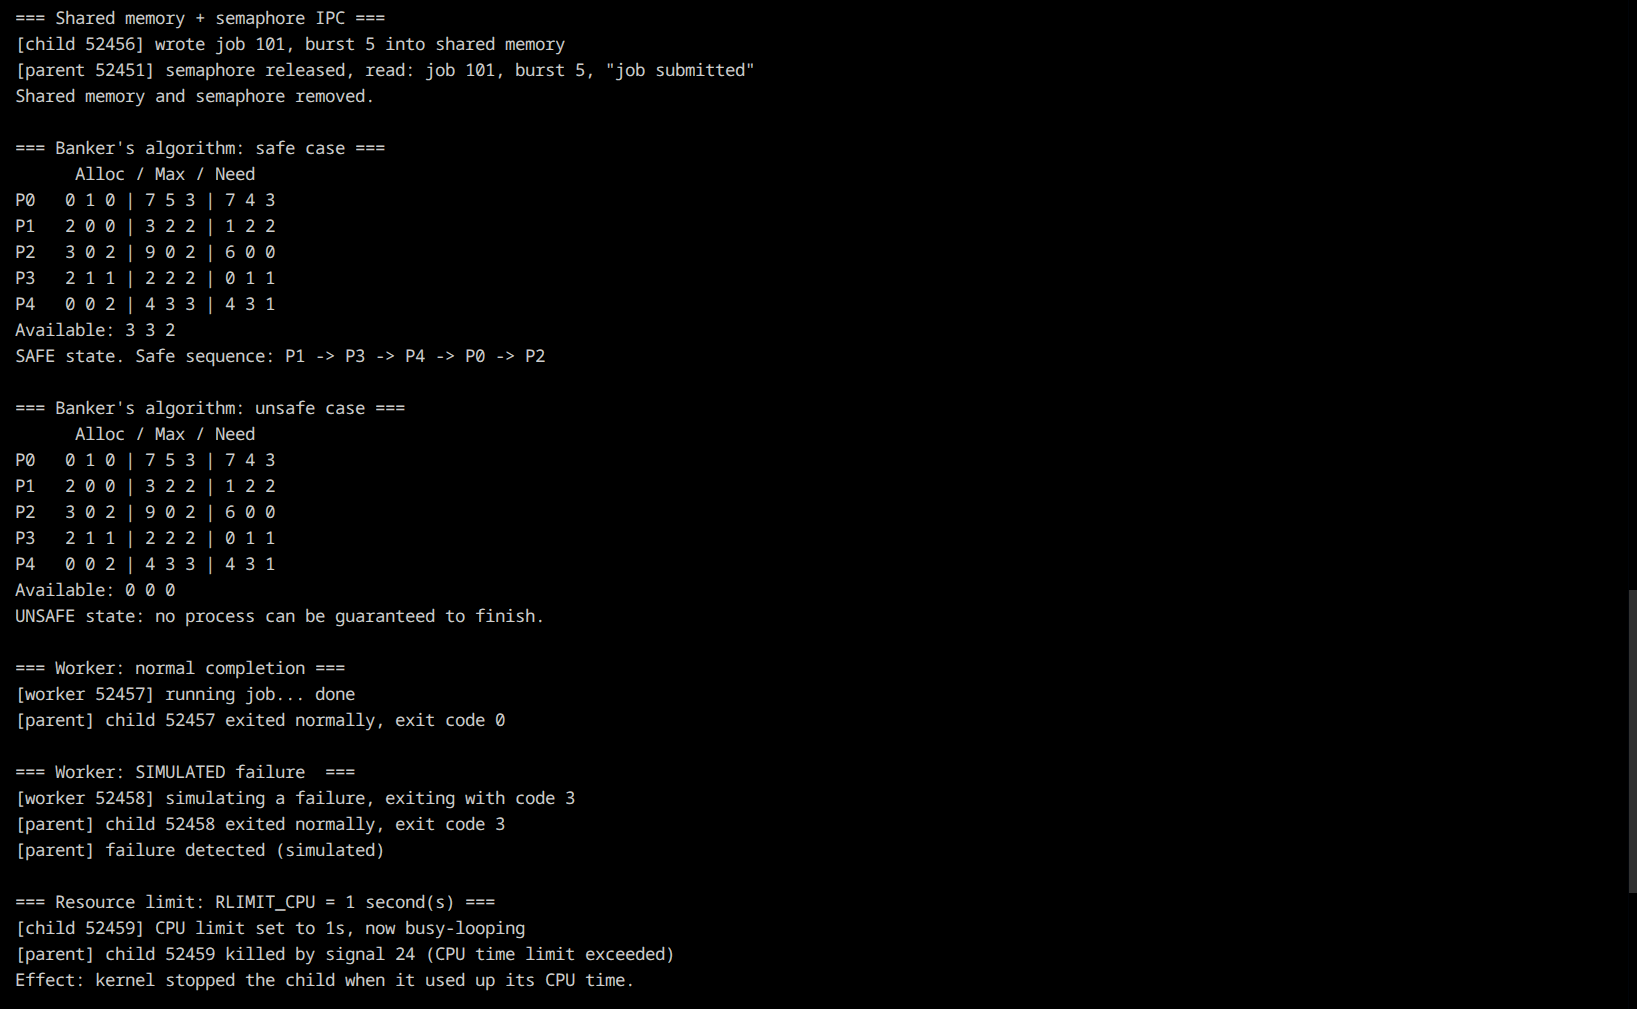 === Shared memory + semaphore IPC ===
[child 52456] wrote job 101, burst 5 into shared memory
[parent 52451] semaphore released, read: job 101, burst 5, "job submitted"
Shared memory and semaphore removed.

=== Banker's algorithm: safe case ===
      Alloc / Max / Need
P0   0 1 0 | 7 5 3 | 7 4 3
P1   2 0 0 | 3 2 2 | 1 2 2
P2   3 0 2 | 9 0 2 | 6 0 0
P3   2 1 1 | 2 2 2 | 0 1 1
P4   0 0 2 | 4 3 3 | 4 3 1
Available: 3 3 2
SAFE state. Safe sequence: P1 -> P3 -> P4 -> P0 -> P2

=== Banker's algorithm: unsafe case ===
      Alloc / Max / Need
P0   0 1 0 | 7 5 3 | 7 4 3
P1   2 0 0 | 3 2 2 | 1 2 2
P2   3 0 2 | 9 0 2 | 6 0 0
P3   2 1 1 | 2 2 2 | 0 1 1
P4   0 0 2 | 4 3 3 | 4 3 1
Available: 0 0 0
UNSAFE state: no process can be guaranteed to finish.

=== Worker: normal completion ===
[worker 52457] running job... done
[parent] child 52457 exited normally, exit code 0

=== Worker: SIMULATED failure  ===
[worker 52458] simulating a failure, exiting with code 3
[parent] child 52458 exited normally, exit code 3
[parent] failure detected (simulated)

=== Resource limit: RLIMIT_CPU = 1 second(s) ===
[child 52459] CPU limit set to 1s, now busy-looping
[parent] child 52459 killed by signal 24 (CPU time limit exceeded)
Effect: kernel stopped the child when it used up its CPU time.